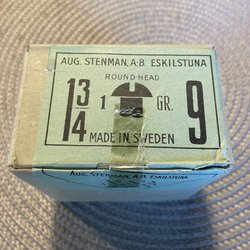 AUG. STENMAN, A.B. ESKILSTUNA
ROUND HEAD
1 3/4 1 GR. 9
MADE IN SWEDEN
AUG. STENMAN, A.B. ESKILSTUNA.